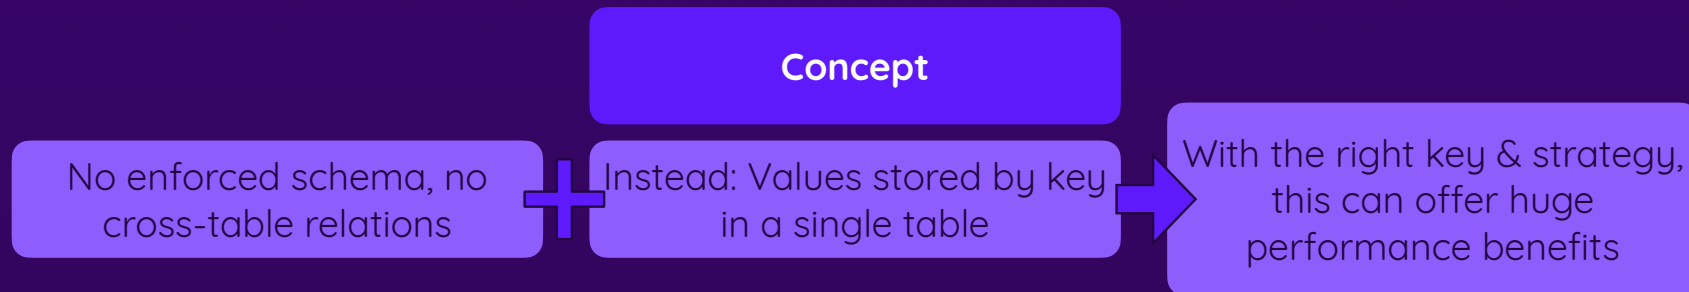 Concept
No enforced schema, no
cross-table relations
Instead: Values stored by key
in a single table
With the right key & strategy,
this can offer huge
performance benefits